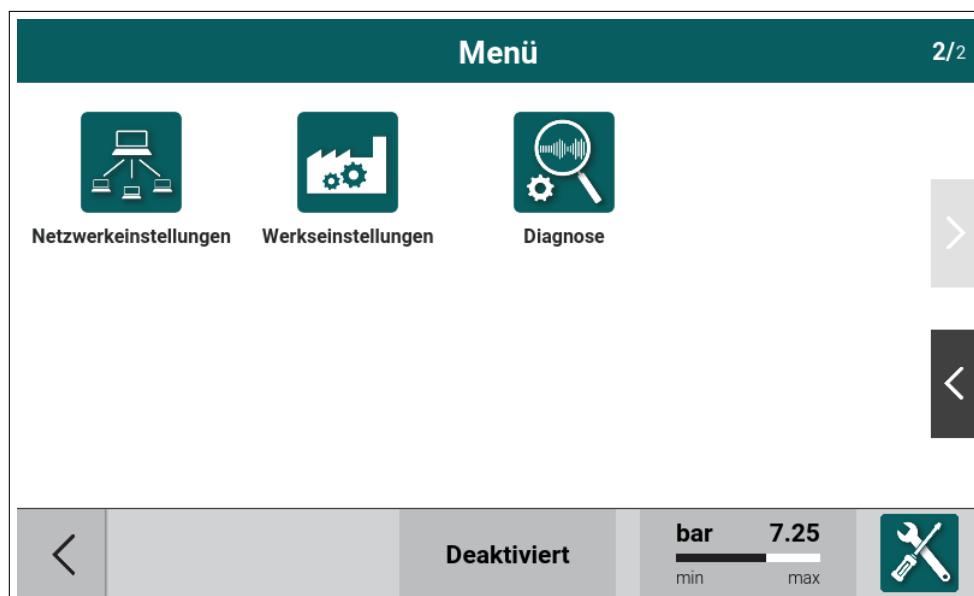 Menü
2/2
Netzwerkeinstellungen
Werkseinstellungen
Diagnose
Deaktiviert
bar 7.25
min max